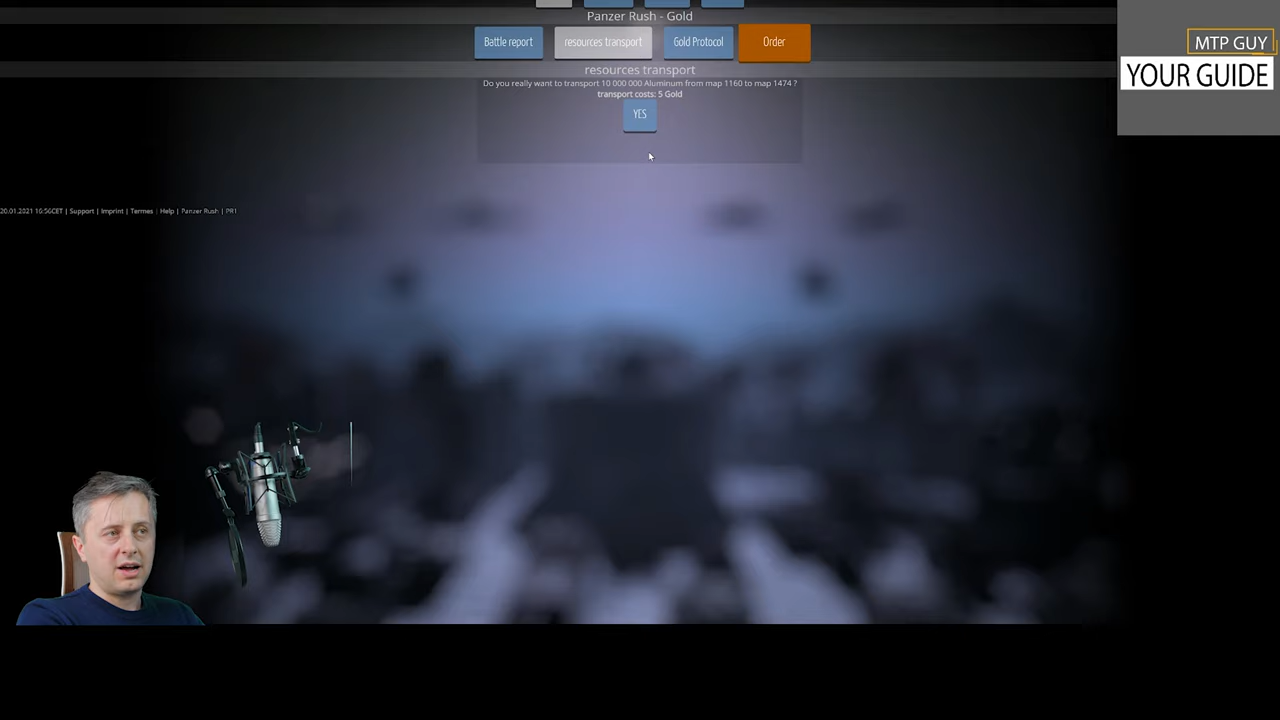 Panzer Rush - Gold
Battle report
resources transport
Gold Protocol
Order
resources transport
Do you really want to transport 10 000 000 Aluminum from map 1160 to map 1474 ?
transport costs: 5 Gold
YES
MTP GUY
YOUR GUIDE
20.01.2021 16:56CET | Support | Imprint | Termes | Help | Panzer Rush | PR1